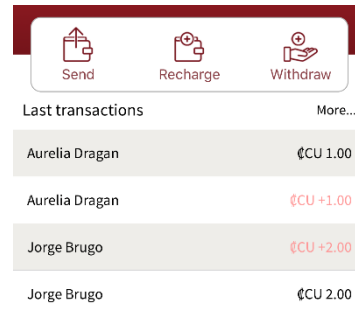 Send Recharge Withdraw
Last transactions More...
Aurelia Dragan ₡CU 1.00
Aurelia Dragan ₡CU +1.00
Jorge Brugo ₡CU +2.00
Jorge Brugo ₡CU 2.00